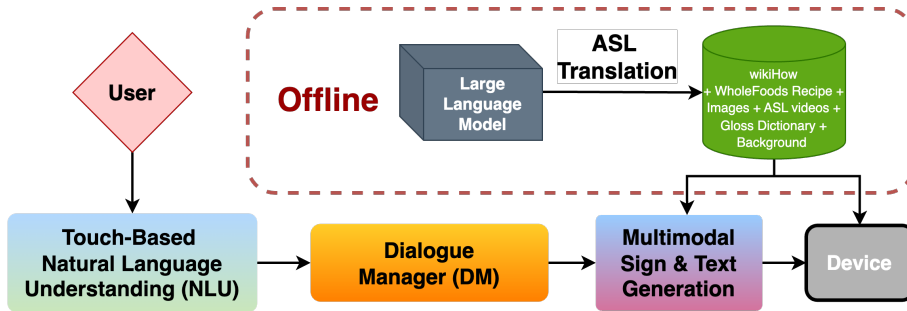 User
Offline
Large
Language
Model
ASL
Translation
wikiHow
+ WholeFoods Recipe +
Images + ASL videos +
Gloss Dictionary +
Background
Touch-Based
Natural Language
Understanding (NLU)
Dialogue
Manager (DM)
Multimodal
Sign & Text
Generation
Device